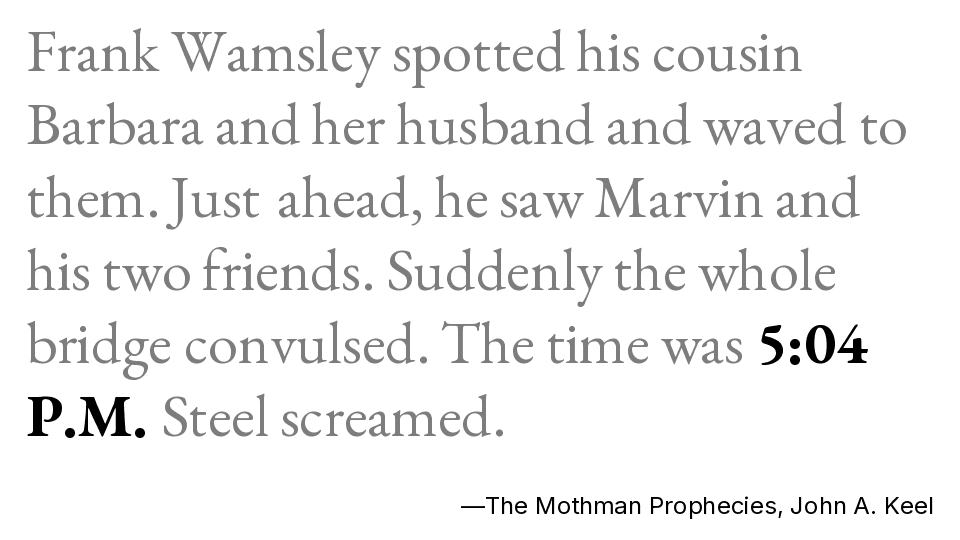 Frank Wamsley spotted his cousin
Barbara and her husband and waved to
them. Just ahead, he saw Marvin and
his two friends. Suddenly the whole
bridge convulsed. The time was 5:04
P.M. Steel screamed.
—The Mothman Prophecies, John A. Keel